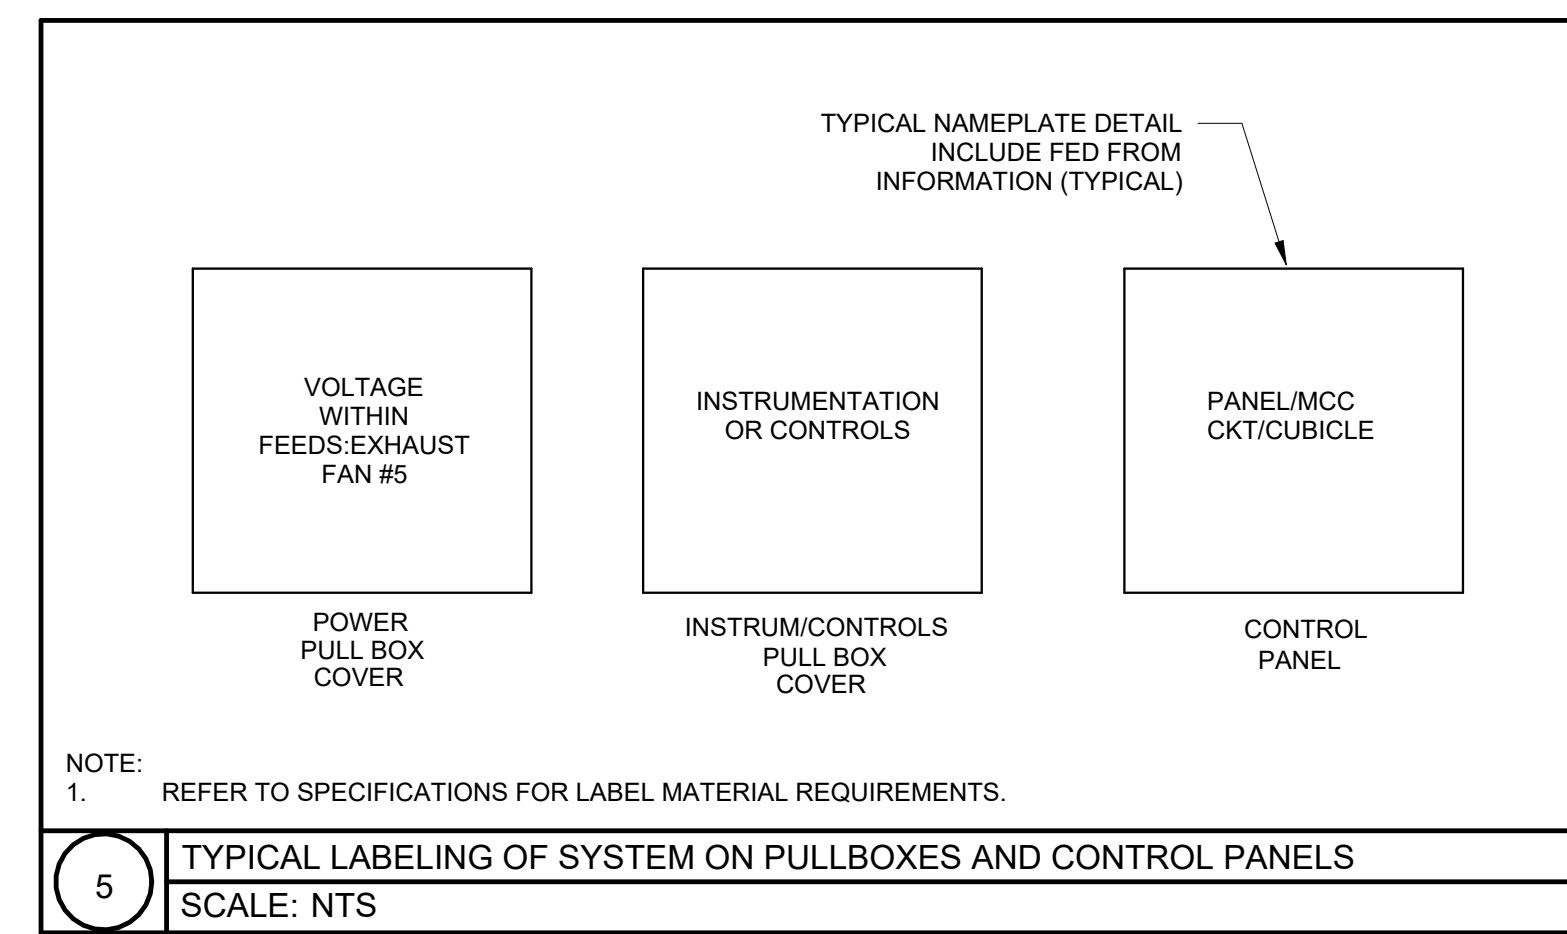 TYPICAL NAMEPLATE DETAIL
INCLUDE FED FROM
INFORMATION (TYPICAL)
VOLTAGE
WITHIN
FEEDS:EXHAUST
FAN #5
INSTRUMENTATION
OR CONTROLS
PANEL/MCC
CKT/CUBICLE
POWER
PULL BOX
COVER
INSTRUM/CONTROLS
PULL BOX
COVER
CONTROL
PANEL
NOTE:
1. REFER TO SPECIFICATIONS FOR LABEL MATERIAL REQUIREMENTS.
5
TYPICAL LABELING OF SYSTEM ON PULLBOXES AND CONTROL PANELS
SCALE: NTS